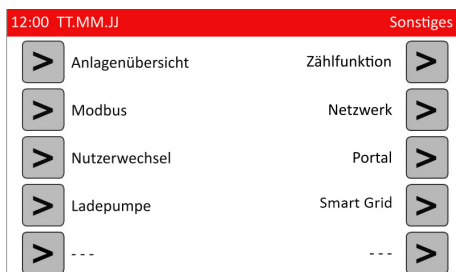 12:00 TT.MM.JJ Sonstiges
> Anlagenübersicht Zählfunktion >
> Modbus Netzwerk >
> Nutzerwechsel Portal >
> Ladepumpe Smart Grid >
> - - - - - - >